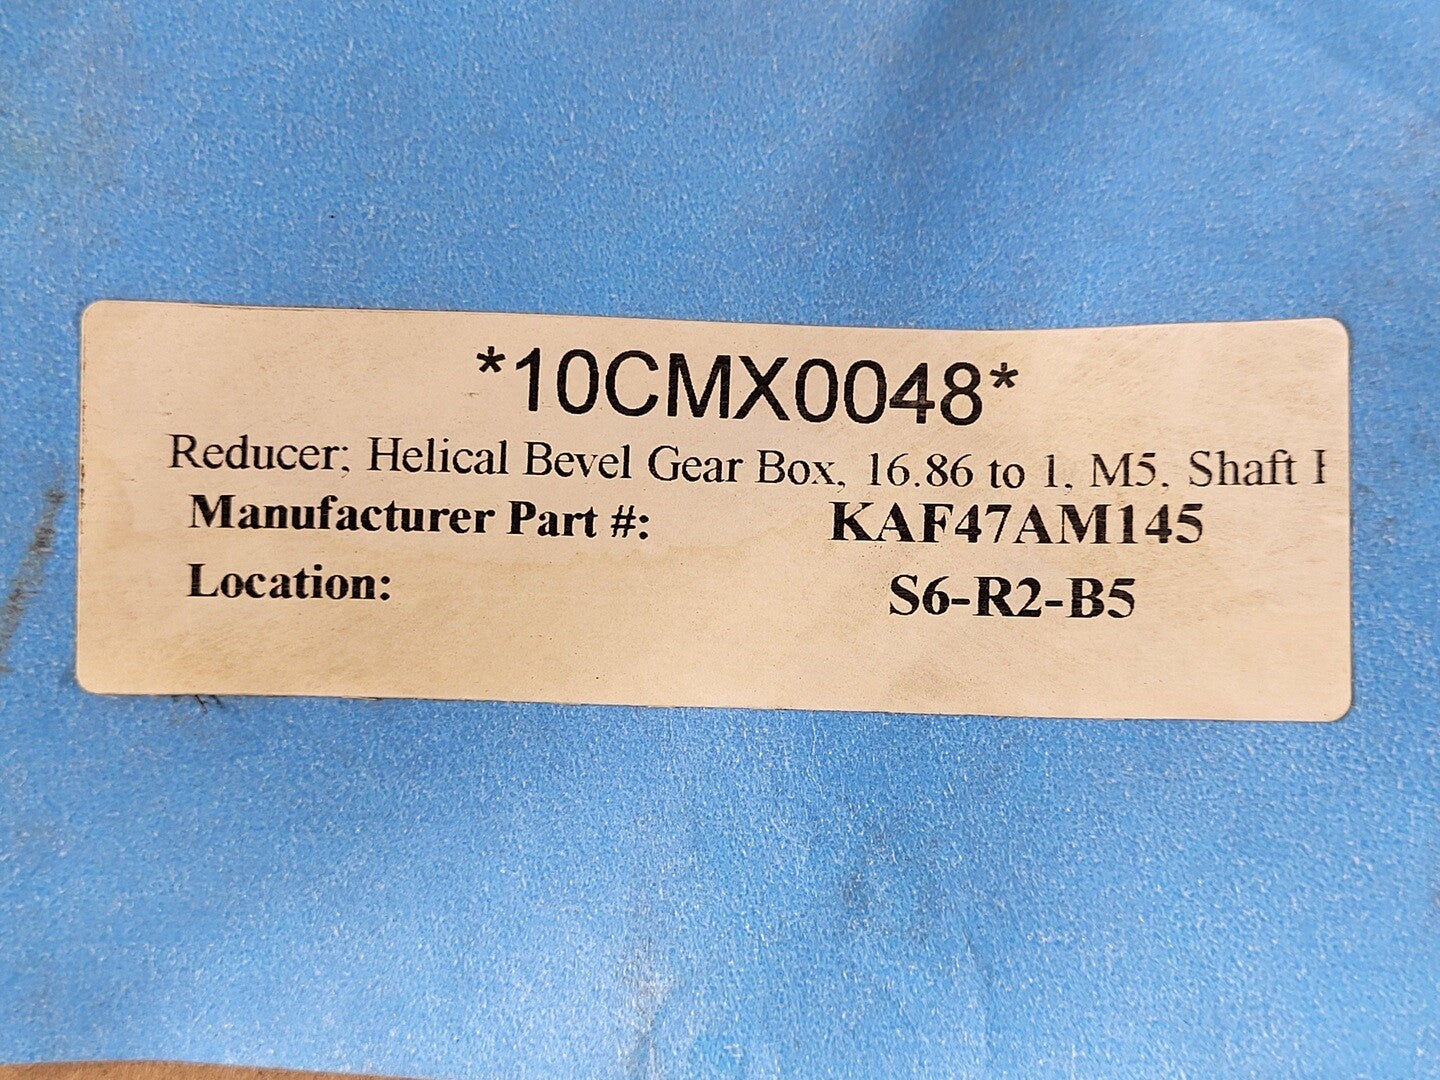 *10CMX0048*
Reducer; Helical Bevel Gear Box, 16.86 to 1, M5, Shaft
Manufacturer Part #: KAF47AM145
Location: S6-R2-B5